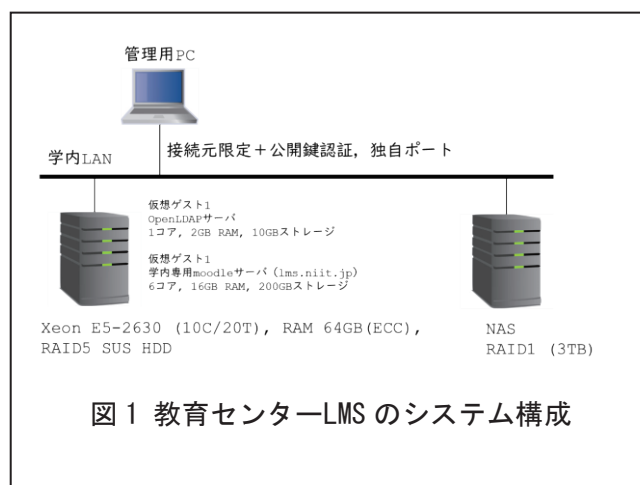 管理用PC
学内LAN
接続元限定＋公開鍵認証，独自ポート
仮想ゲスト1
OpenLDAPサーバ
1コア, 2GB RAM, 10GBストレージ
仮想ゲスト1
学内専用moodleサーバ（lms.niit.jp）
6コア, 16GB RAM, 200GBストレージ
Xeon E5-2630 (10C/20T), RAM 64GB(ECC),
RAID5 SUS HDD
NAS
RAID1 (3TB)
図1 教育センターLMSのシステム構成